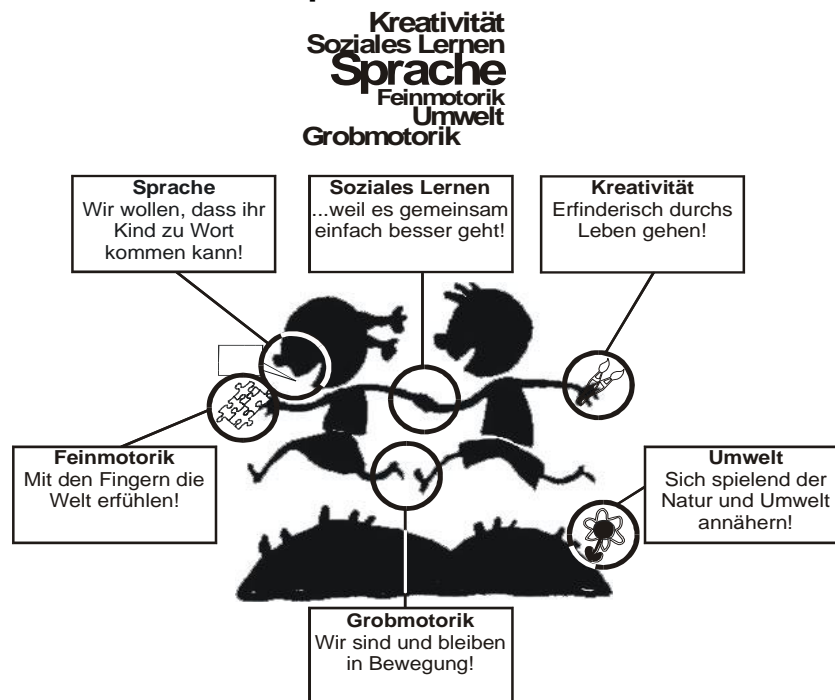 Kreativität
Soziales Lernen
Sprache
Feinmotorik
Umwelt
Grobmotorik
Sprache
Wir wollen, dass ihr
Kind zu Wort
kommen kann!
Soziales Lernen
...weil es gemeinsam
einfach besser geht!
Kreativität
Erfinderisch durchs
Leben gehen!
Feinmotorik
Mit den Fingern die
Welt erfühlen!
Umwelt
Sich spielend der
Natur und Umwelt
annähern!
Grobmotorik
Wir sind und bleiben
in Bewegung!